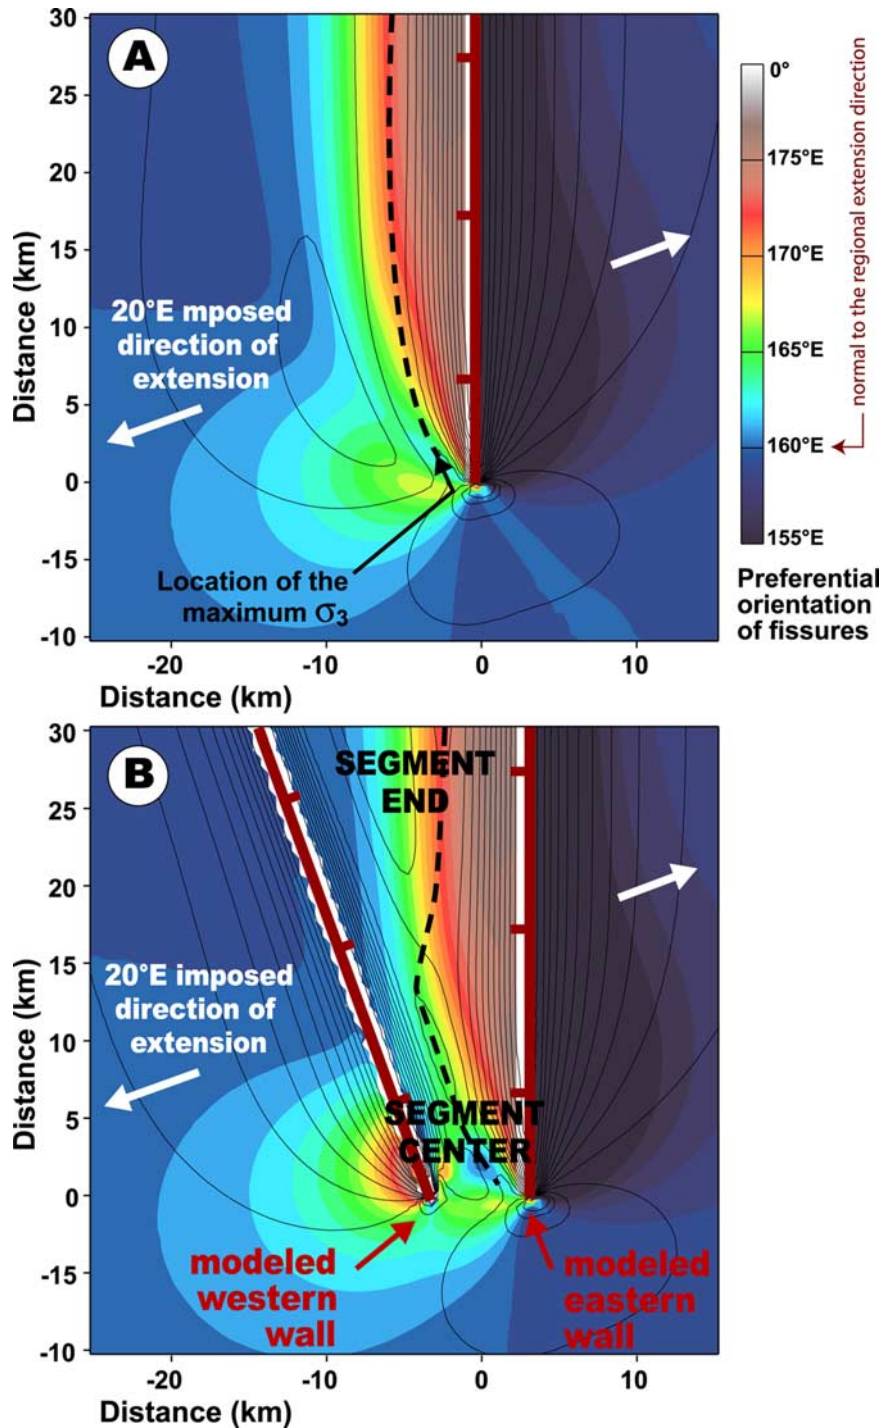 A
30
25
20
15
10
5
0
-15
-10
Distance (km)
20°E mposed
direction of
extension
Location of the
maximum σ3
-20
-10
0
10
Distance (km)
0°
175°E
170°E
165°E
160°E
155°E
normal to the regional extension direction
Preferential
orientation
of fissures
B
30
25
20
15
10
5
0
-15
-10
Distance (km)
SEGMENT
END
20°E imposed
direction of
extension
SEGMENT
CENTER
modeled
western
wall
modeled
eastern
wall
-20
-10
0
10
Distance (km)